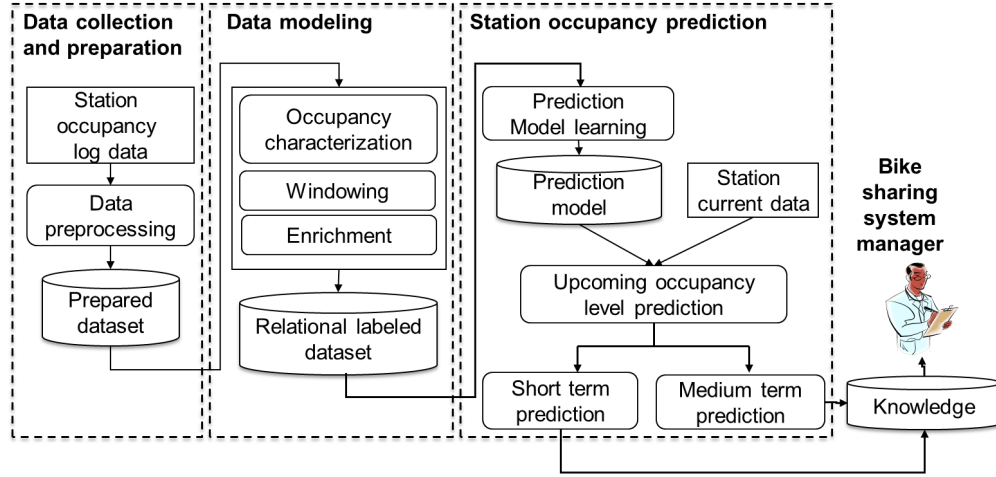 Data collection
and preparation
Station
occupancy
log data
Data
preprocessing
Prepared
dataset
Data modeling
Occupancy
characterization
Windowing
Enrichment
Relational labeled
dataset
Station occupancy prediction
Prediction
Model learning
Prediction
model
Station
current data
Upcoming occupancy
level prediction
Short term
prediction
Medium term
prediction
Bike
sharing
system
manager
Knowledge